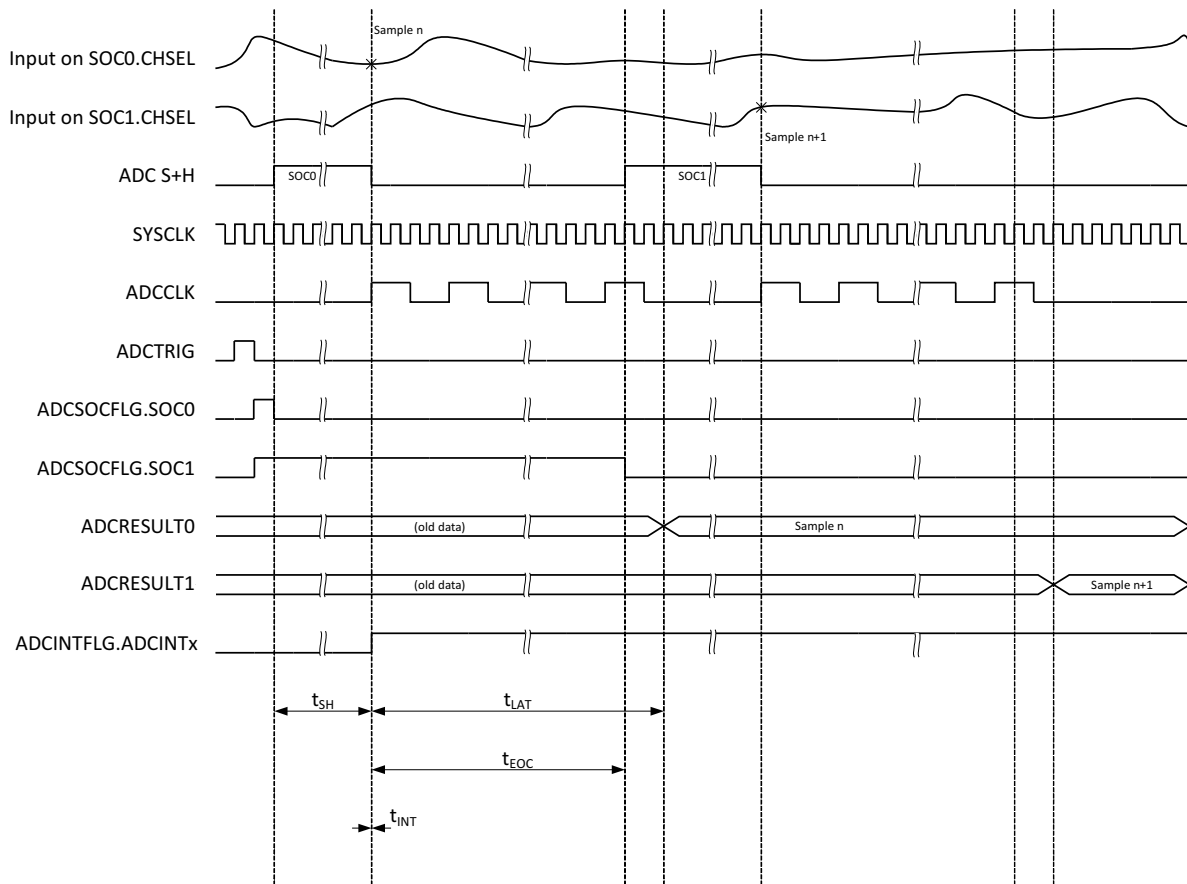 Sample n
Input on SOC0.CHSEL
Input on SOC1.CHSEL
Sample n+1
ADC S+H
SOC0
SOC1
SYSCLK
ADCCLK
ADCTRIG
ADCSOCFLG.SOC0
ADCSOCFLG.SOC1
ADCRESULT0
(old data)
Sample n
ADCRESULT1
(old data)
Sample n+1
ADCINTFLG.ADCINTx
tSH
tLAT
tEOC
tINT